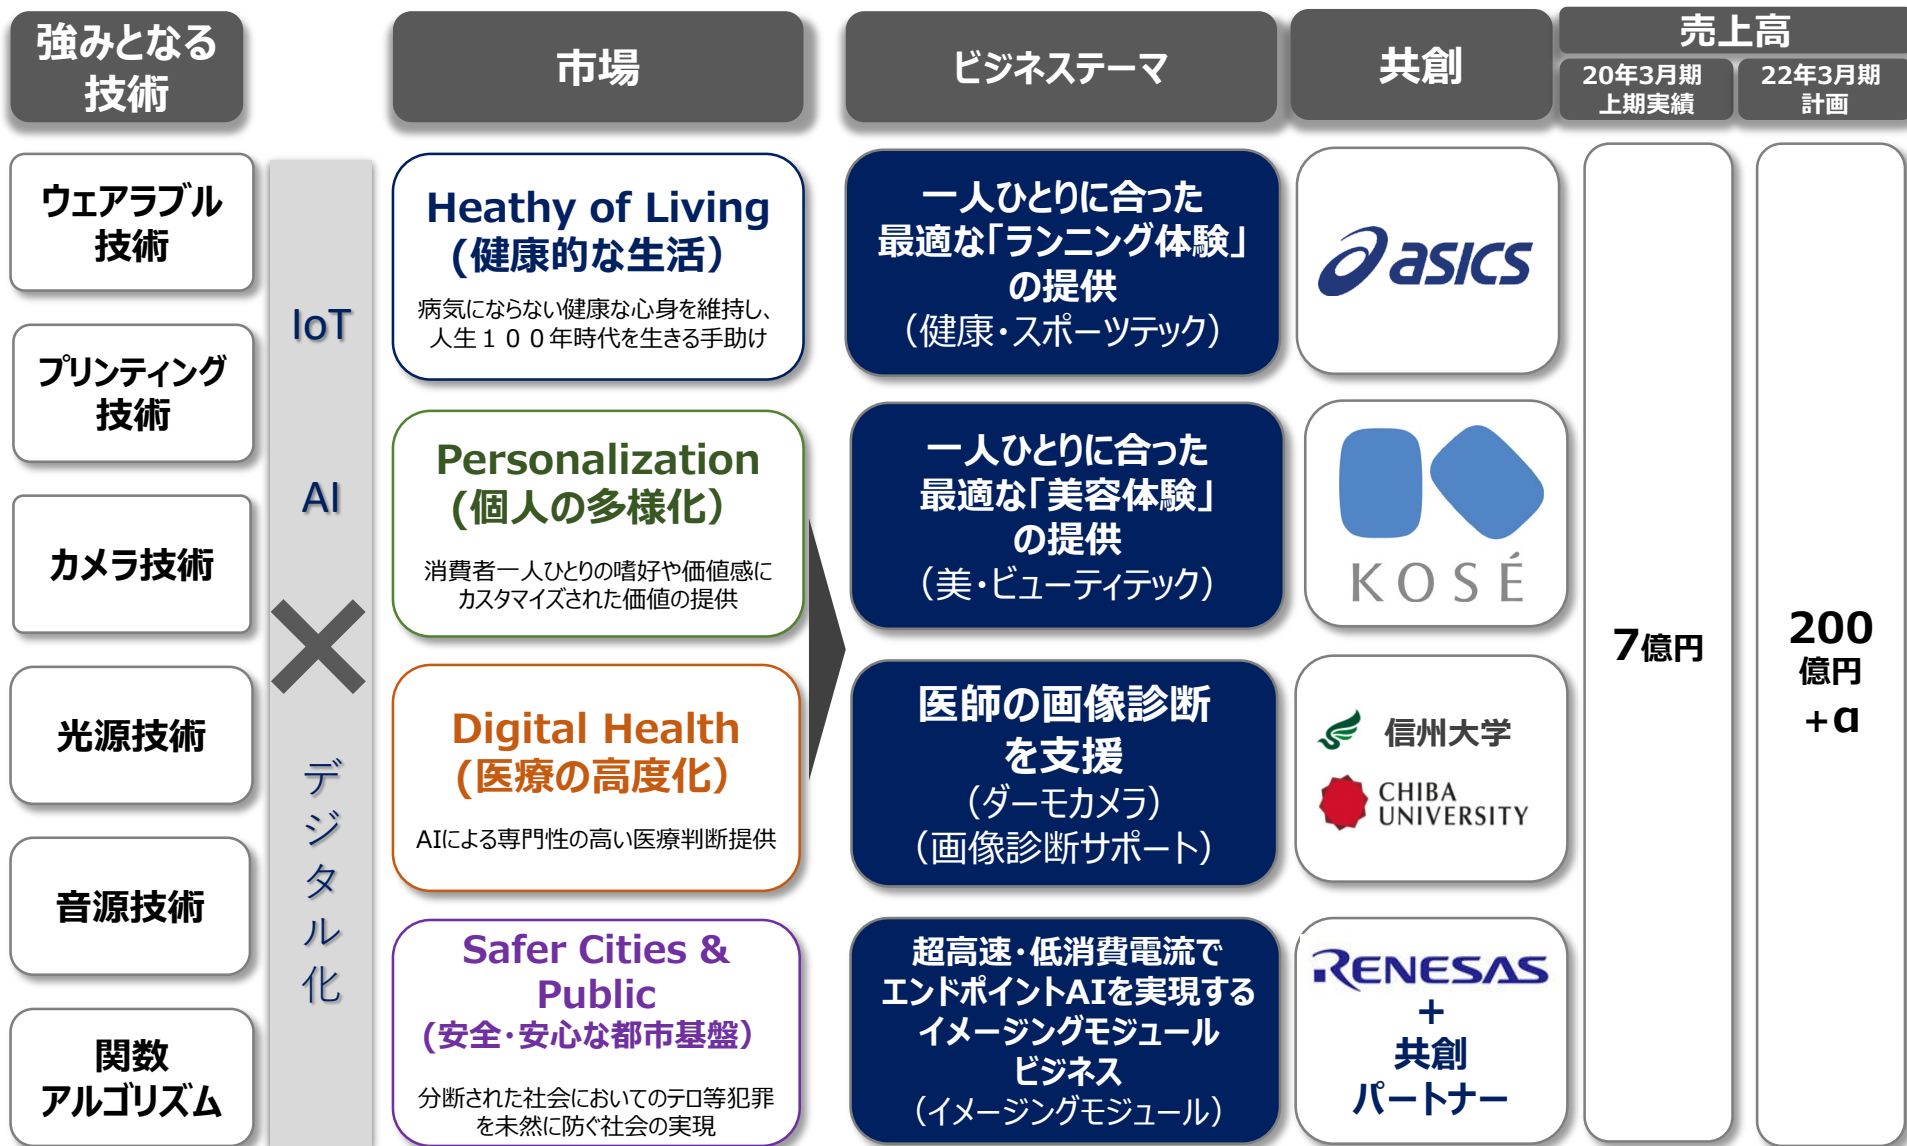 強みとなる
技術
市場
ビジネステーマ
共創
売上高
20年3月期
上期実績
22年3月期
計画
ウェアラブル
技術
プリンティング
技術
カメラ技術
光源技術
音源技術
関数
アルゴリズム
IoT
AI
デジタル化
Heathy of Living
(健康的な生活)
病気にならない健康な心身を維持し、
人生１００年時代を生きる手助け
一人ひとりに合った
最適な「ランニング体験」
の提供
（健康・スポーツテック）
asics
Personalization
(個人の多様化)
消費者一人ひとりの嗜好や価値感に
カスタマイズされた価値の提供
一人ひとりに合った
最適な「美容体験」
の提供
（美・ビューティテック）
KOSÉ
Digital Health
(医療の高度化)
AIによる専門性の高い医療判断提供
医師の画像診断
を支援
（ダーモカメラ）
（画像診断サポート）
信州大学
CHIBA
UNIVERSITY
Safer Cities &
Public
(安全・安心な都市基盤)
分断された社会においてのテロ等犯罪
を未然に防ぐ社会の実現
超高速・低消費電流で
エンドポイントAIを実現する
イメージングモジュール
ビジネス
（イメージングモジュール）
RENESAS
+
共創
パートナー
7億円
200
億円
+α